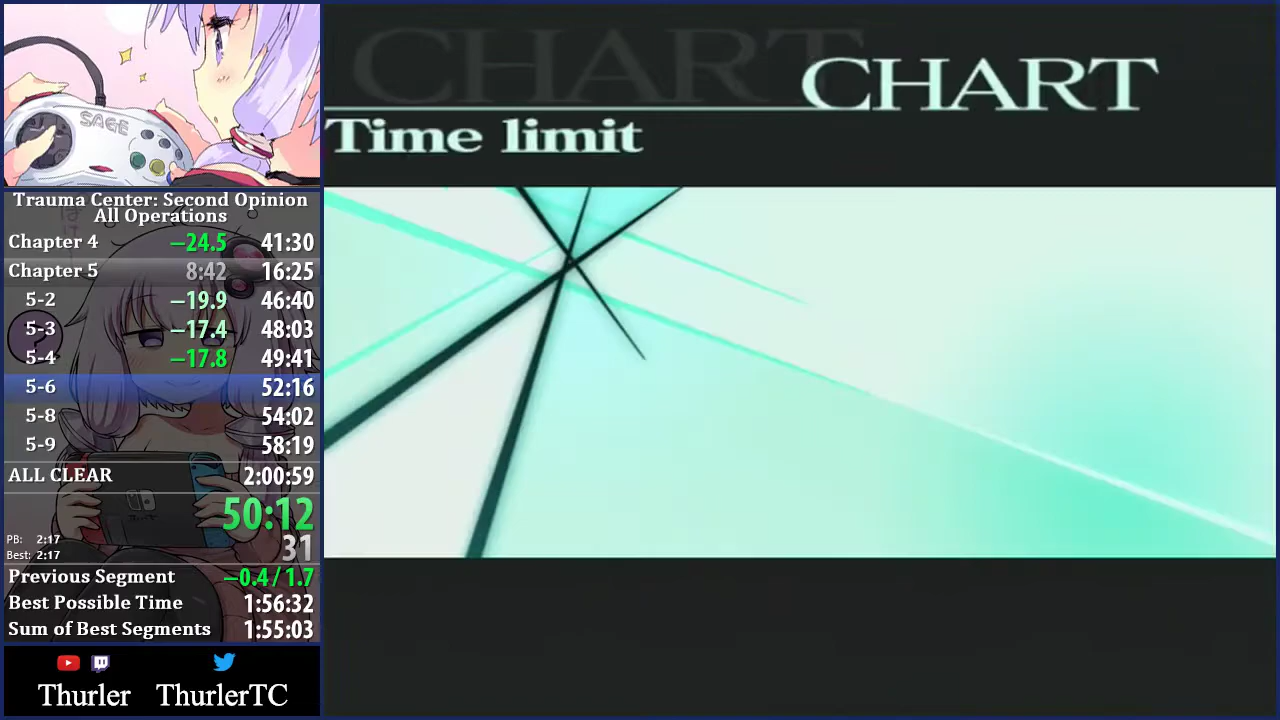 SAGE
Trauma Center: Second Opinion
All Operations
Chapter 4 −24.5 41:30
Chapter 5 8:42 16:25
5-2 −19.9 46:40
5-3 −17.4 48:03
5-4 −17.8 49:41
5-6 52:16
5-8 54:02
5-9 58:19
ALL CLEAR 2:00:59
50:12
PB: 2:17
Best: 2:17
31
Previous Segment −0.4 / 1.7
Best Possible Time 1:56:32
Sum of Best Segments 1:55:03
Thurler ThurlerTC
CHART
CHART
Time limit